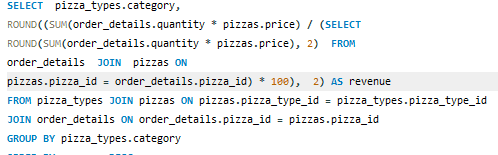 SELECT pizza_types.category,
ROUND((SUM(order_details.quantity * pizzas.price) / (SELECT
ROUND(SUM(order_details.quantity * pizzas.price), 2) FROM
order_details JOIN pizzas ON
pizzas.pizza_id = order_details.pizza_id) * 100), 2) AS revenue
FROM pizza_types JOIN pizzas ON pizzas.pizza_type_id = pizza_types.pizza_type_id
JOIN order_details ON order_details.pizza_id = pizzas.pizza_id
GROUP BY pizza_types.category